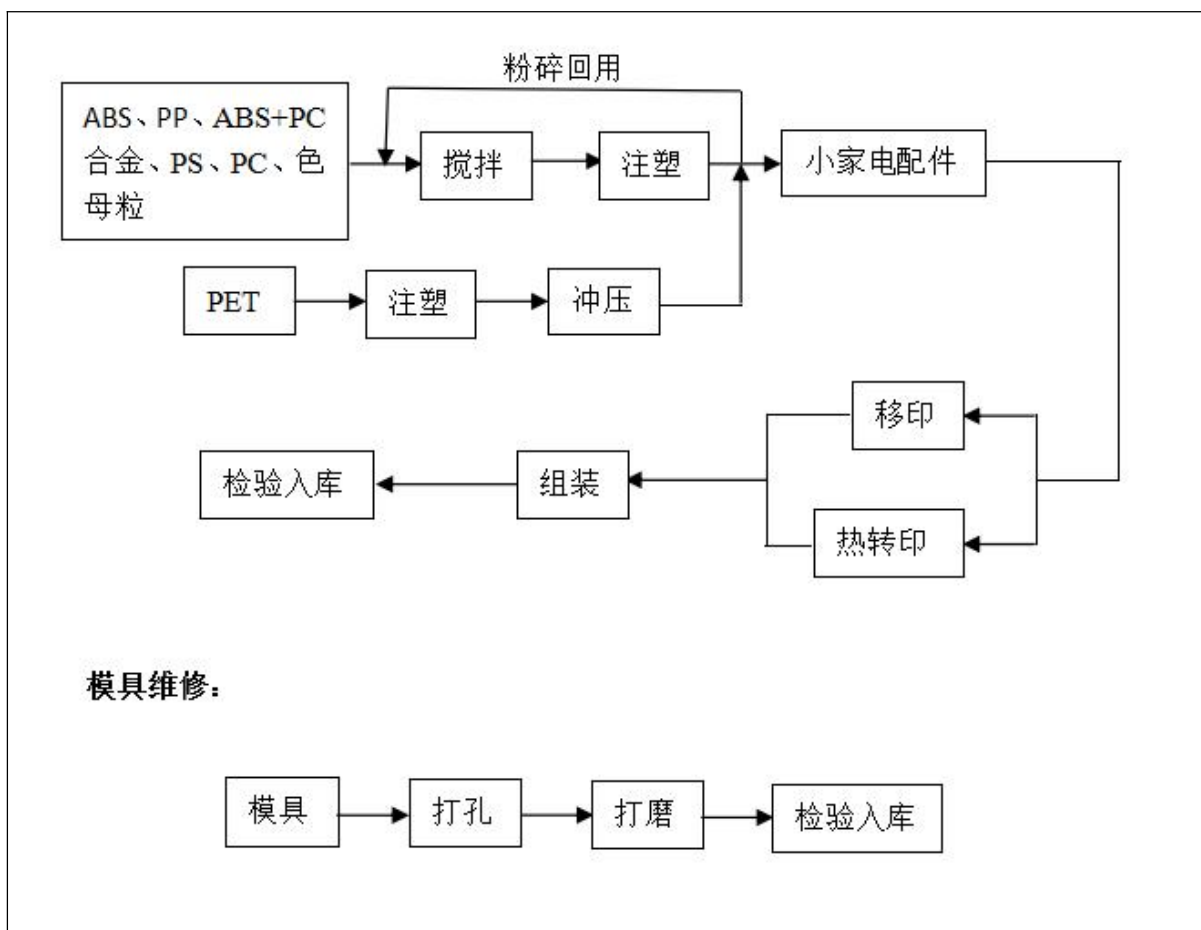 粉碎回用
ABS、PP、ABS+PC
合金、PS、PC、色
母粒
搅拌
注塑
小家电配件
PET
注塑
冲压
移印
检验入库
组装
热转印
模具维修：
模具
打孔
打磨
检验入库